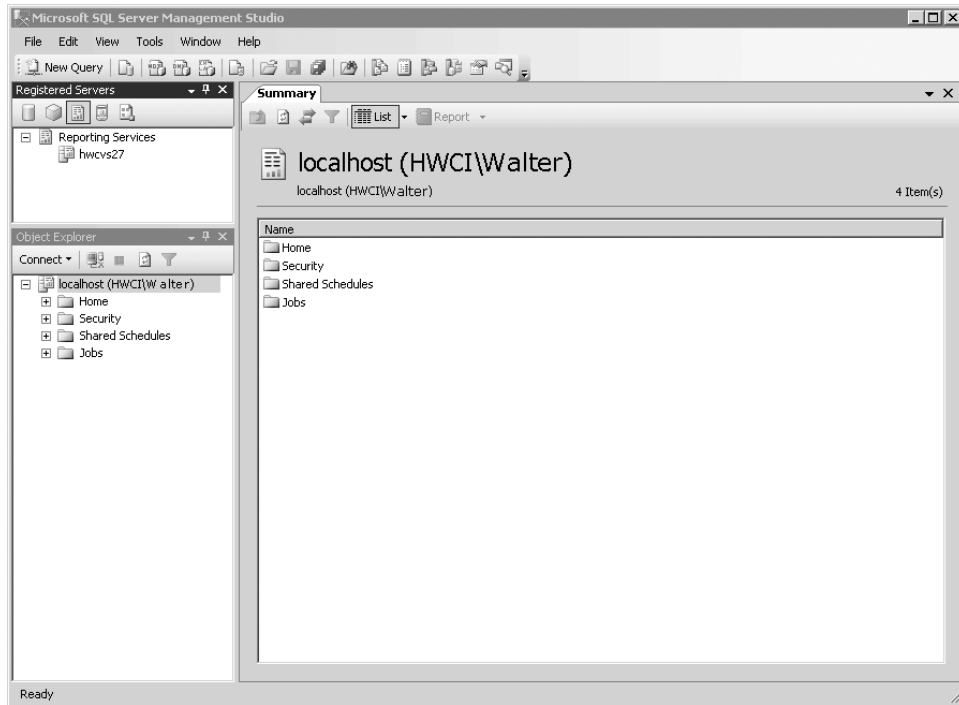 Microsoft SQL Server Management Studio
File Edit View Tools Window Help
New Query
Registered Servers
Reporting Services
hwcvs27
Object Explorer
Connect
localhost (HWCI\W alter)
Home
Security
Shared Schedules
Jobs
Summary
List Report
localhost (HWCI\Walter)
localhost (HWCI\Walter) 4 Item(s)
Name
Home
Security
Shared Schedules
Jobs
Ready